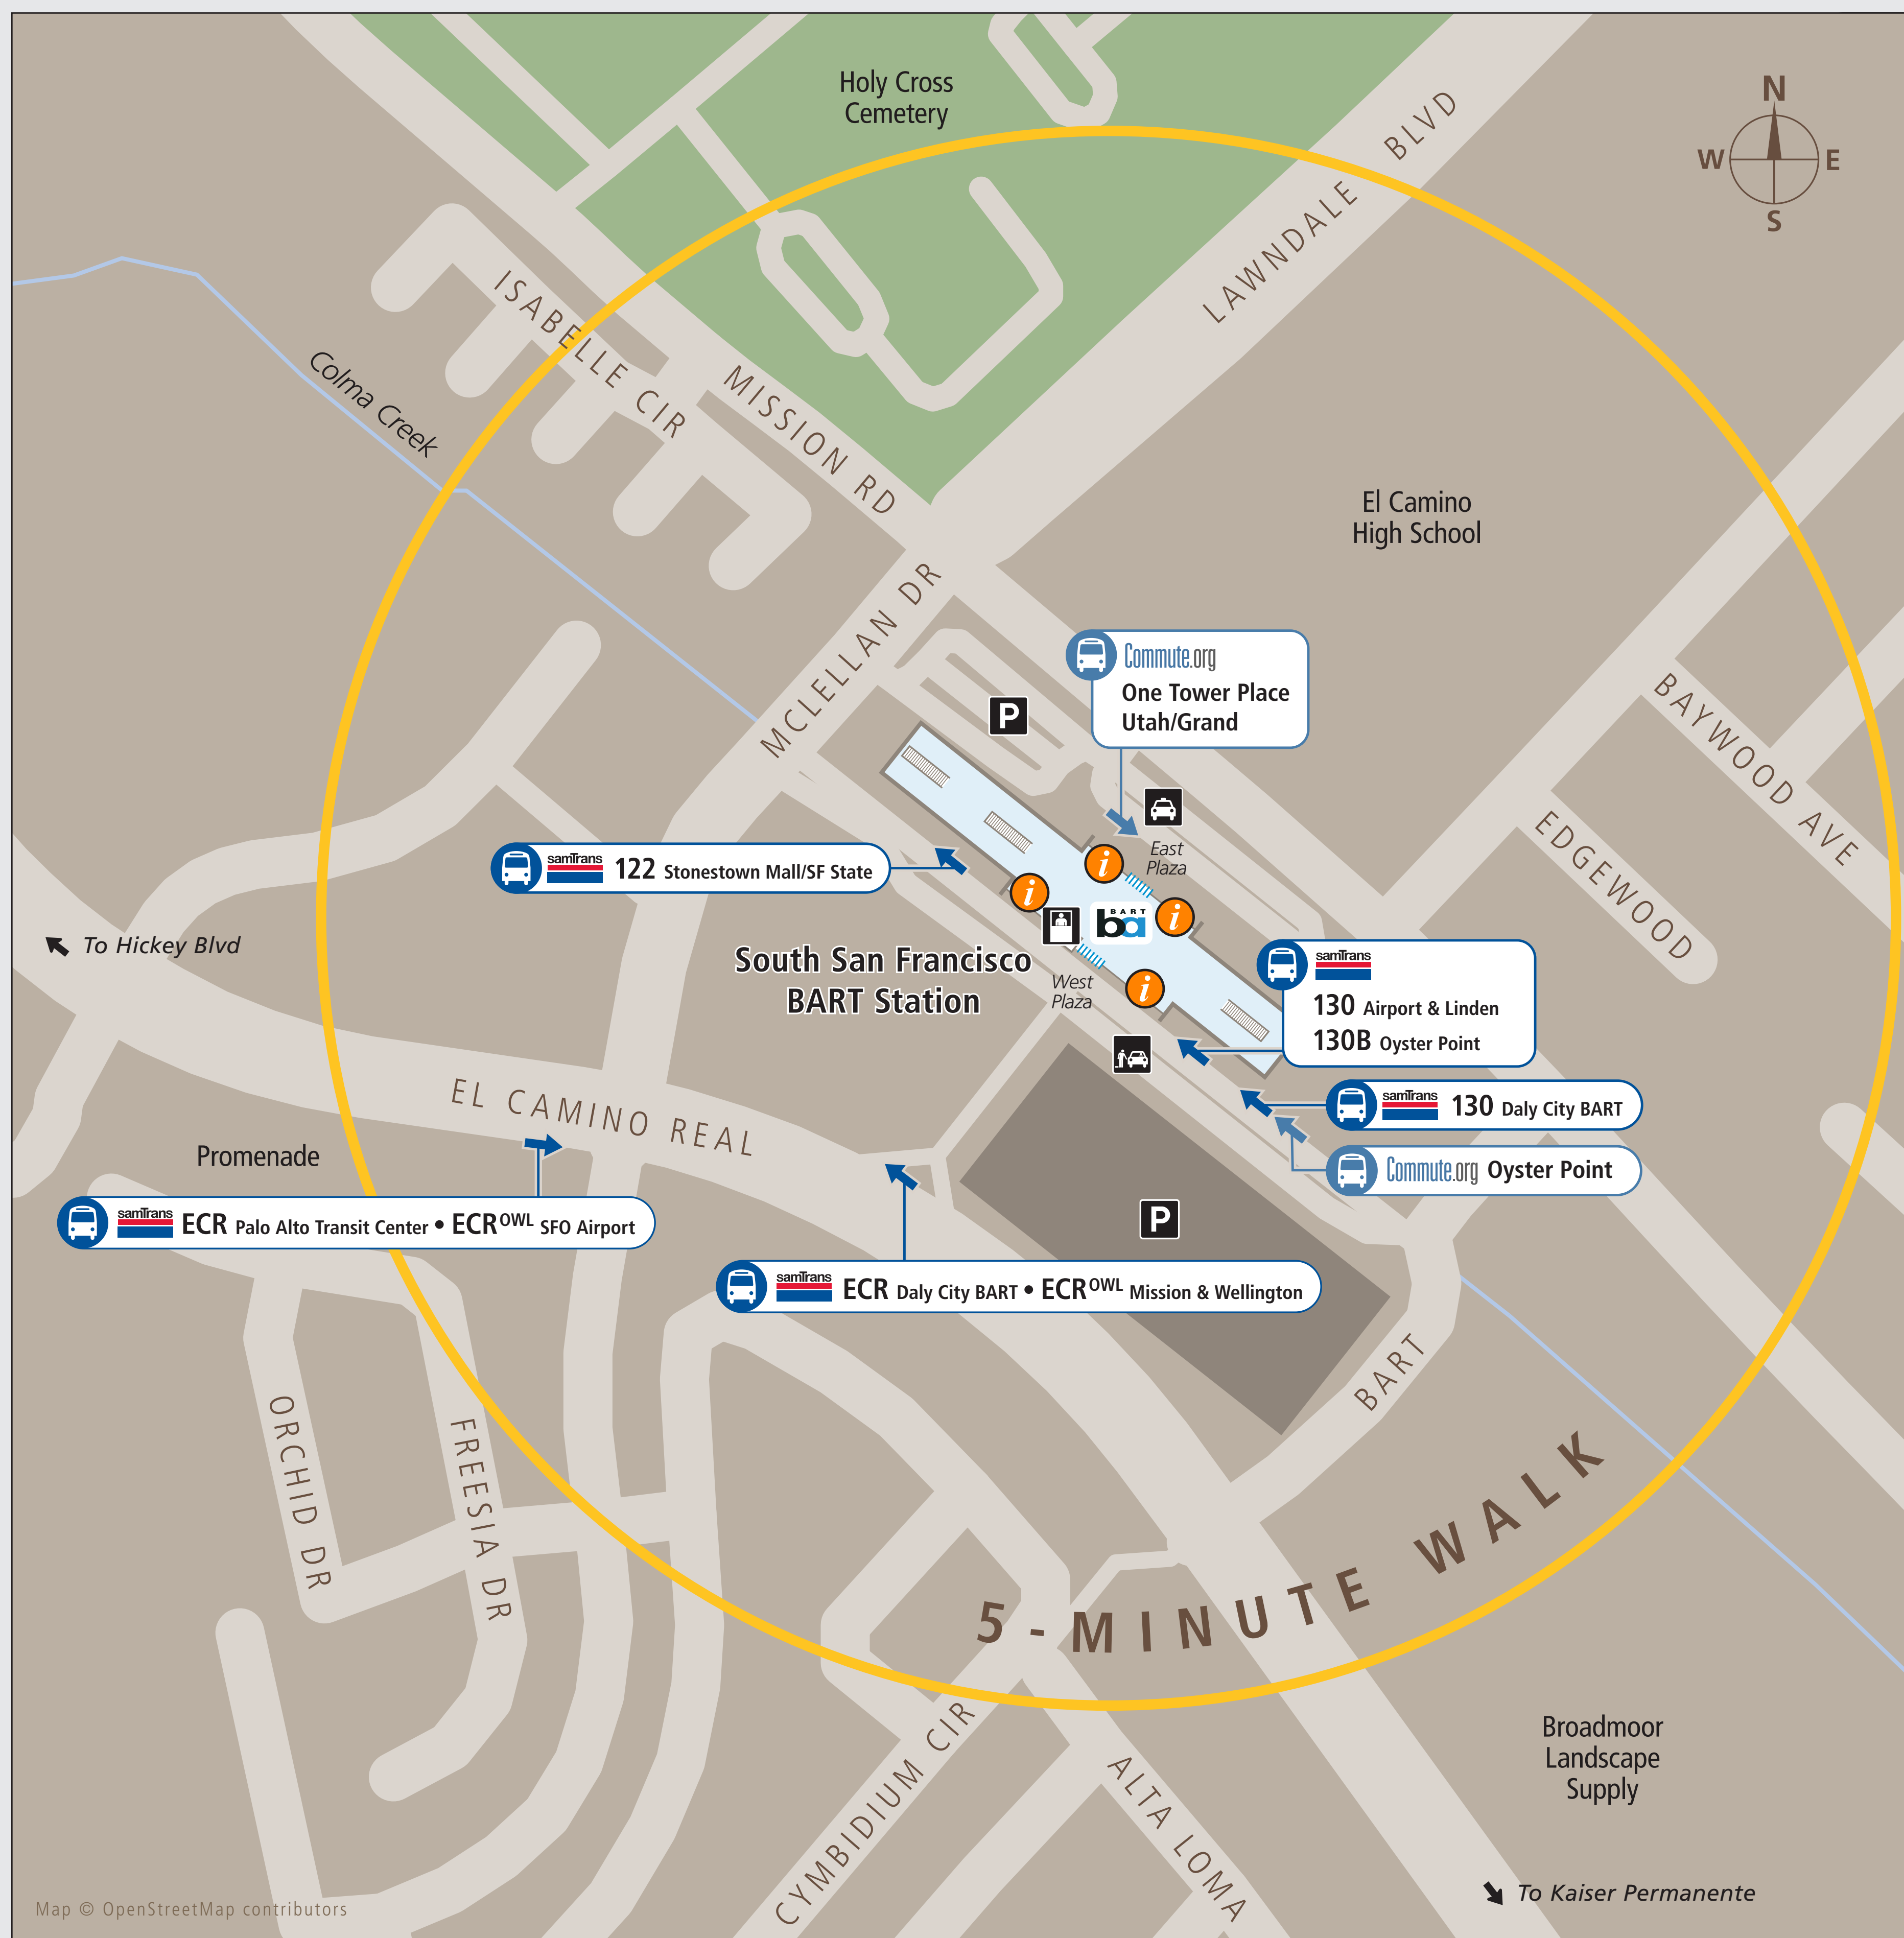 Holy Cross
Cemetery
N
W E
S
LAWNDALE BLVD
ISABELLE CIR
Colma Creek
MISSION RD
El Camino
High School
MCLELLAN DR
Commute.org
One Tower Place
Utah/Grand
P
BAYWOOD AVE
EDGEWOOD
East
Plaza
samTrans 122 Stonestown Mall/SF State
i
i
i
i
BART
ba
To Hickey Blvd
South San Francisco
BART Station
West
Plaza
samTrans
130 Airport & Linden
130B Oyster Point
samTrans 130 Daly City BART
Commute.org Oyster Point
EL CAMINO REAL
Promenade
samTrans ECR Palo Alto Transit Center • ECR OWL SFO Airport
P
samTrans ECR Daly City BART • ECR OWL Mission & Wellington
BART
ORCHID DR
FREESIA DR
5-MINUTE WALK
CYMBIDIUM CIR
ALTA LOMA
Broadmoor
Landscape
Supply
To Kaiser Permanente
Map © OpenStreetMap contributors